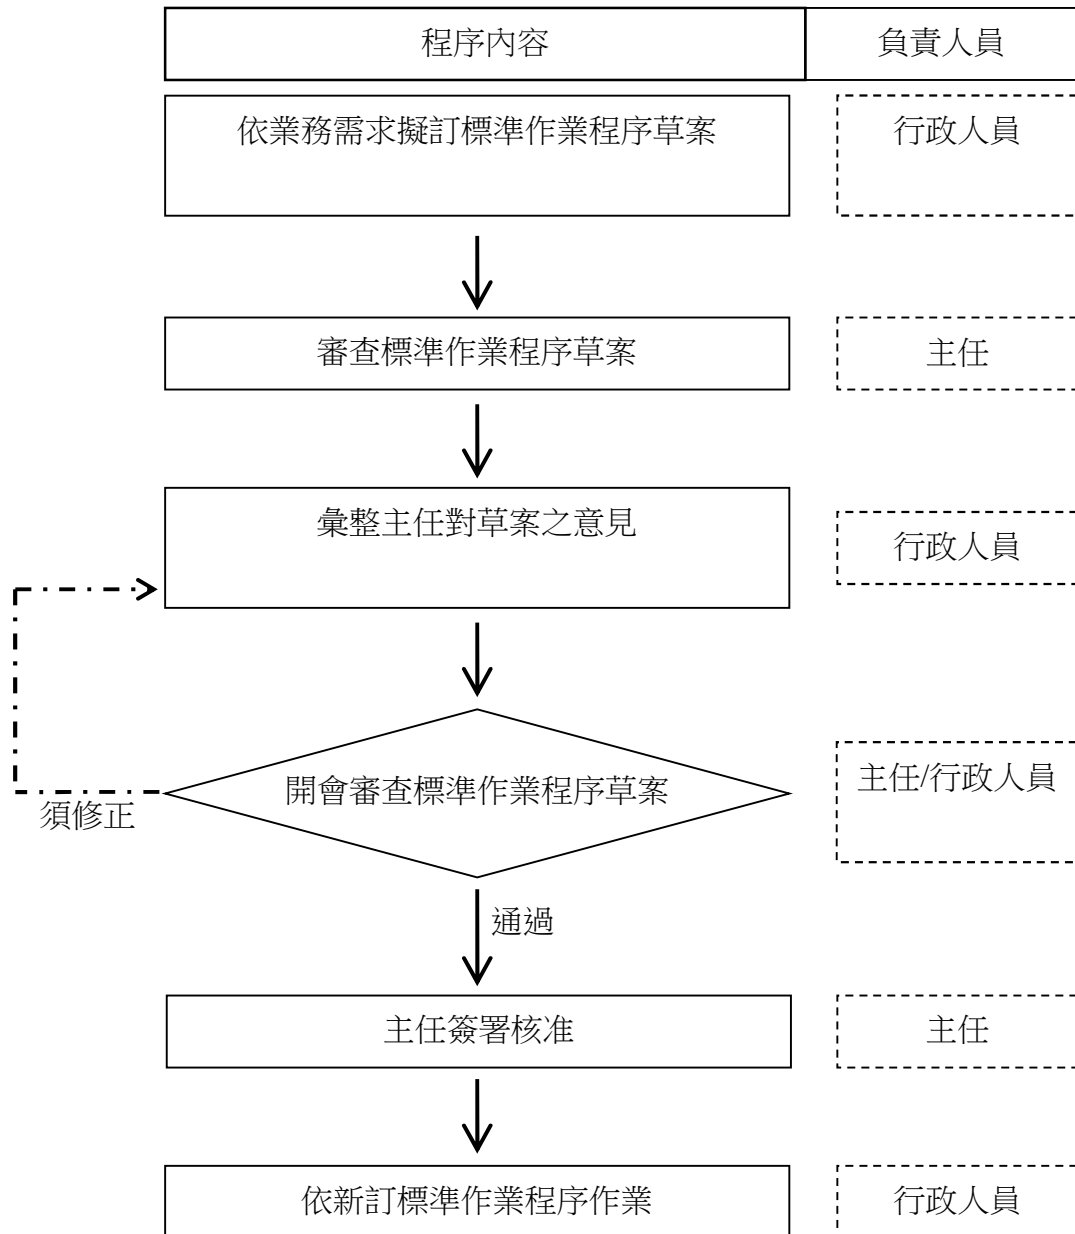 程序內容
負責人員
依業務需求擬訂標準作業程序草案
行政人員
審查標準作業程序草案
主任
彙整主任對草案之意見
行政人員
開會審查標準作業程序草案
主任/行政人員
須修正
通過
主任簽署核准
主任
依新訂標準作業程序作業
行政人員